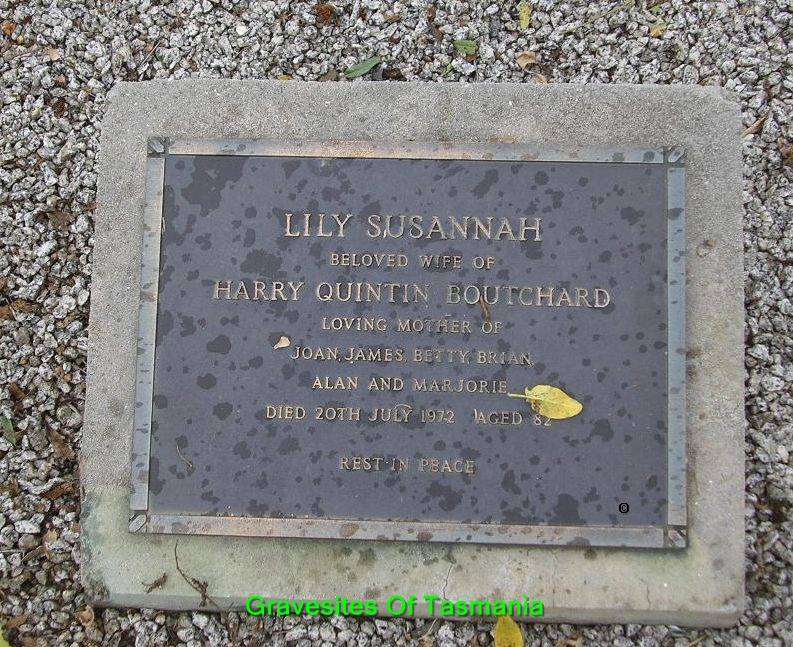 LILY SUSANNAH
BELOVED WIFE OF
HARRY QUINTIN BOUTCHARD
LOVING MOTHER OF
JOAN, JAMES, BETTY, BRIAN,
ALAN AND MARJORIE
DIED 20TH JULY 1972 AGED 82
REST IN PEACE
©
Gravesites Of Tasmania